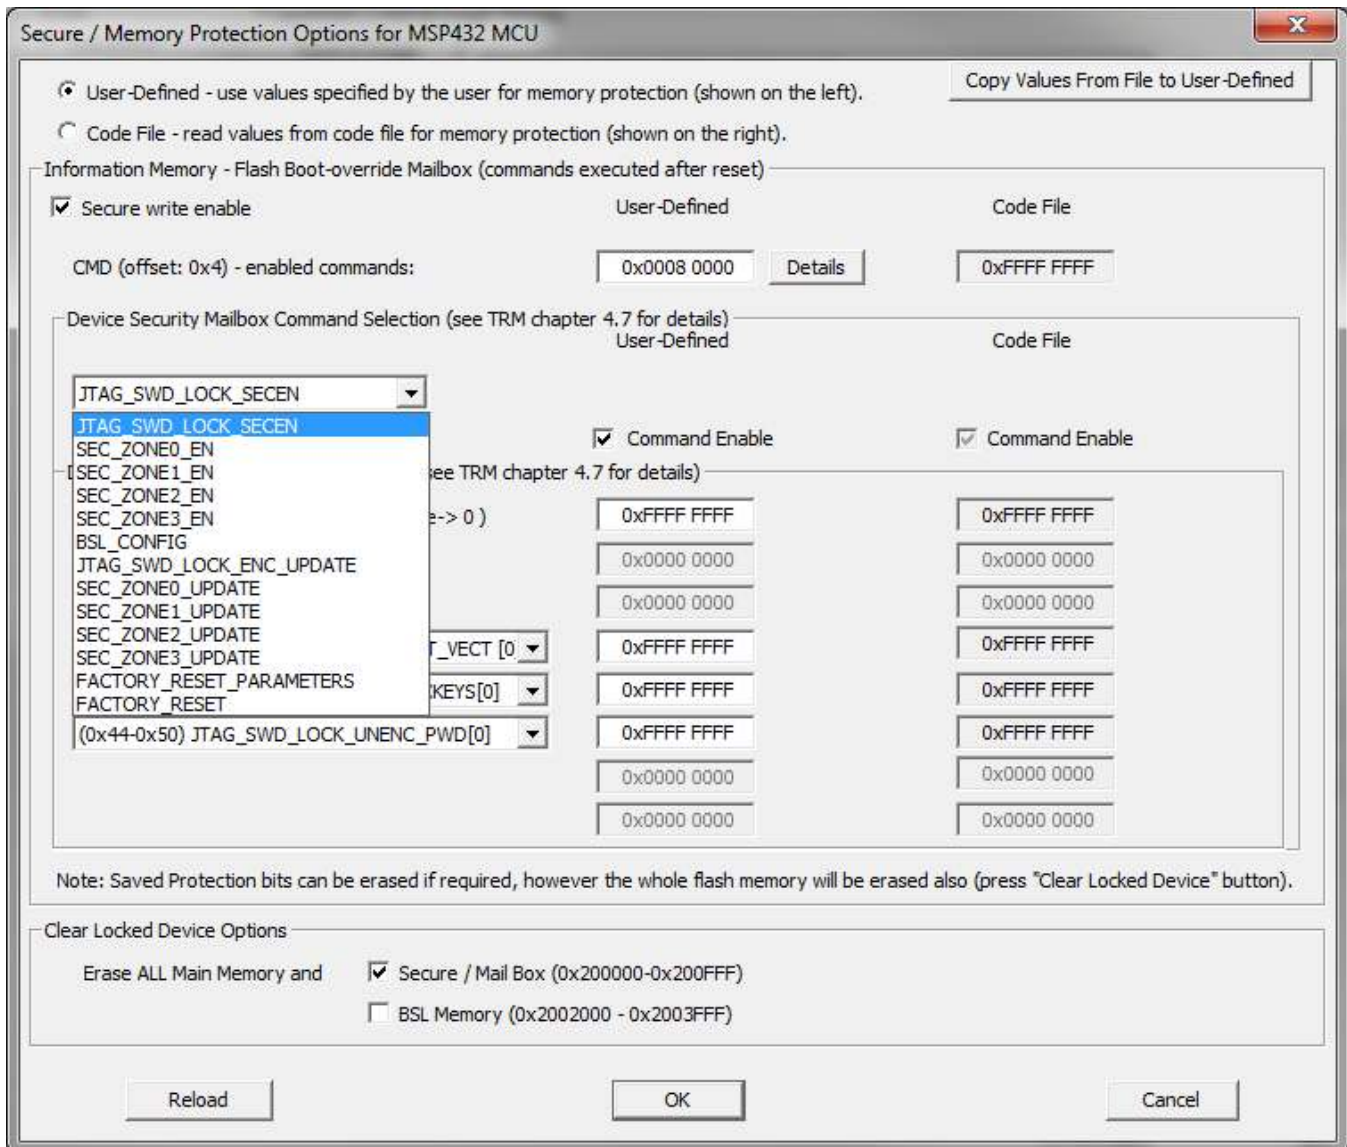 Secure / Memory Protection Options for MSP432 MCU
User-Defined - use values specified by the user for memory protection (shown on the left).
Copy Values From File to User-Defined
Code File - read values from code file for memory protection (shown on the right).
Information Memory - Flash Boot-override Mailbox (commands executed after reset)
Secure write enable User-Defined Code File
CMD (offset: 0x4) - enabled commands: 0x0008 0000 Details 0xFFFF FFFF
Device Security Mailbox Command Selection (see TRM chapter 4.7 for details)
User-Defined Code File
JTAG_SWD_LOCK_SECEN
JTAG_SWD_LOCK_SECEN
Command Enable Command Enable
SEC_ZONE0_EN
SEC_ZONE1_EN see TRM chapter 4.7 for details)
SEC_ZONE2_EN
SEC_ZONE3_EN e-> 0 ) 0xFFFF FFFF 0xFFFF FFFF
BSL_CONFIG
JTAG_SWD_LOCK_ENC_UPDATE 0x0000 0000 0x0000 0000
SEC_ZONE0_UPDATE
SEC_ZONE1_UPDATE 0x0000 0000 0x0000 0000
SEC_ZONE2_UPDATE
SEC_ZONE3_UPDATE T_VECT [0 0xFFFF FFFF 0xFFFF FFFF
FACTORY_RESET_PARAMETERS
KEYS[0] 0xFFFF FFFF 0xFFFF FFFF
FACTORY_RESET
(0x44-0x50) JTAG_SWD_LOCK_UNENC_PWD[0] 0xFFFF FFFF 0xFFFF FFFF
0x0000 0000 0x0000 0000
0x0000 0000 0x0000 0000
Note: Saved Protection bits can be erased if required, however the whole flash memory will be erased also (press "Clear Locked Device" button).
Clear Locked Device Options
Erase ALL Main Memory and Secure / Mail Box (0x200000-0x200FFF)
BSL Memory (0x2002000 - 0x2003FFF)
Reload OK Cancel